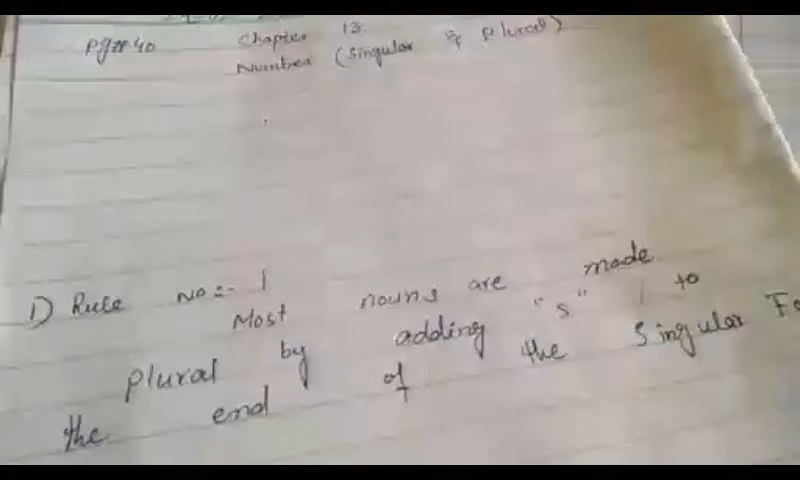 Pg# 40 Chapter 13
Number (Singular & Plural)
1) Rule No:- 1
Most nouns are made
plural by adding "s" to
the end of the Singular Fo